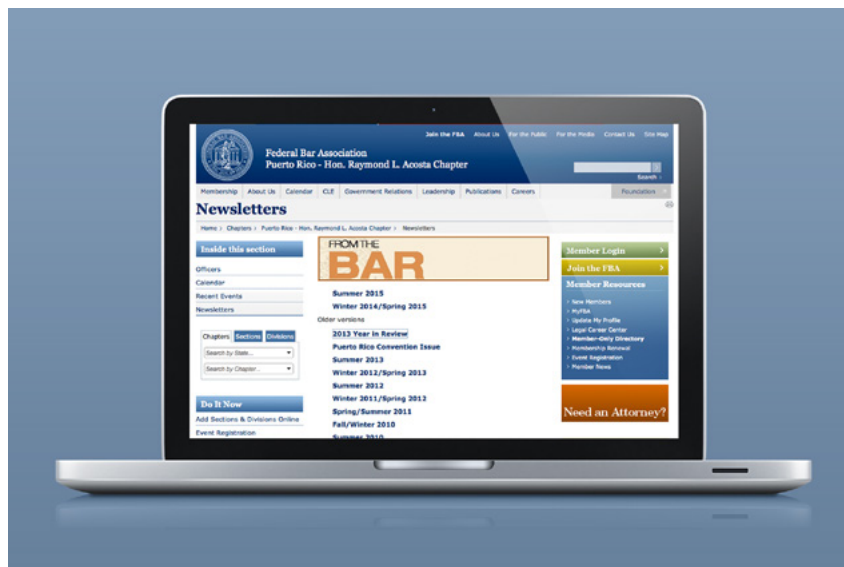 Join the FBA About Us For the Public For the Media Contact Us Site Map
Federal Bar Association
Puerto Rico - Hon. Raymond L. Acosta Chapter
Search
Membership About Us Calendar CLE Government Relations Leadership Publications Careers Foundation
Newsletters
Home > Chapters > Puerto Rico - Hon. Raymond L. Acosta Chapter > Newsletters
Inside this section
Officers
Calendar
Recent Events
Newsletters
Chapters Sections Divisions
Search by State...
Search by Chapter...
Do It Now
Add Sections & Divisions Online
Event Registration
FROM THE
BAR
Summer 2015
Winter 2014/Spring 2015
Older versions
2013 Year in Review
Puerto Rico Convention Issue
Summer 2013
Winter 2012/Spring 2013
Summer 2012
Winter 2011/Spring 2012
Spring/Summer 2011
Fall/Winter 2010
Summer 2010
Member Login >
Join the FBA >
Member Resources
> New Members
> MyFBA
> Update My Profile
> Legal Career Center
> Member-Only Directory
> Membership Renewal
> Event Registration
> Member News
Need an Attorney?